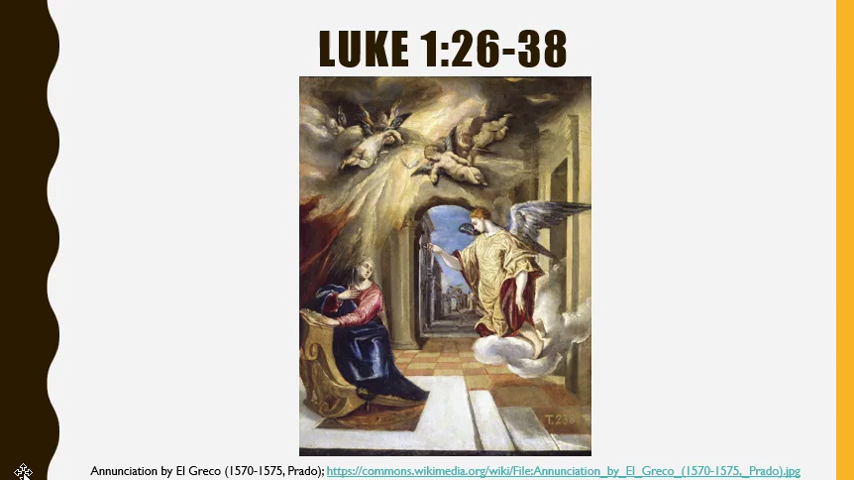 LUKE 1:26-38
T.23
Annunciation by El Greco (1570-1575, Prado); https://commons.wikimedia.org/wiki/File:Annunciation_by_El_Greco_(1570-1575,_Prado).jpg